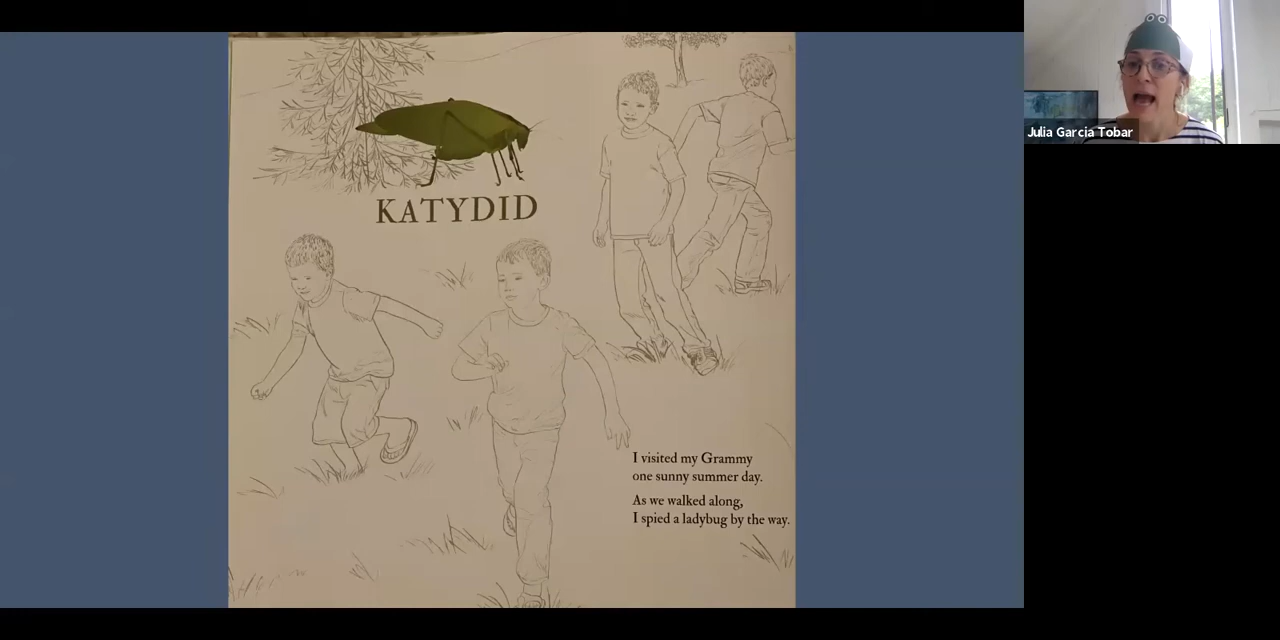 KATYDID
I visited my Grammy
one sunny summer day.
As we walked along,
I spied a ladybug by the way.
Julia Garcia Tobar